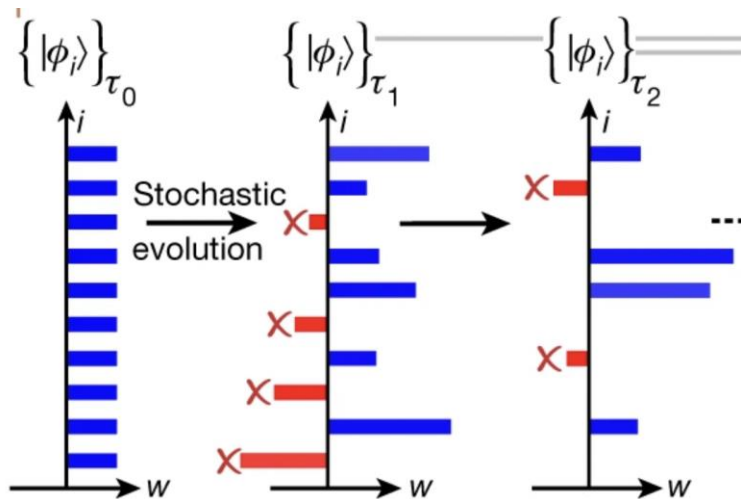 {|ϕᵢ⟩}τ₀
{|ϕᵢ⟩}τ₁
{|ϕᵢ⟩}τ₂
i
i
i
Stochastic
evolution
X
X
X
X
X
X
w
w
w